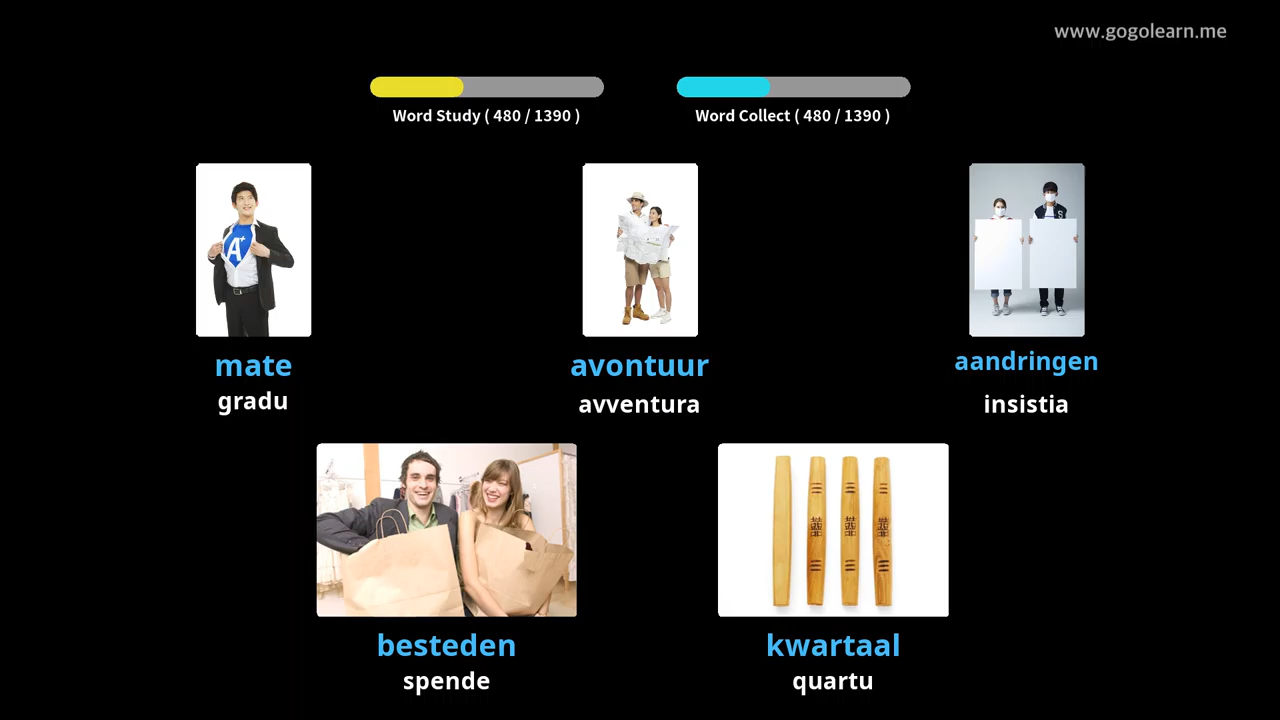 www.gogolearn.me
Word Study ( 480 / 1390 )
Word Collect ( 480 / 1390 )
A+
S
mate
gradu
avontuur
avventura
aandringen
insistia
besteden
spende
kwartaal
quartu